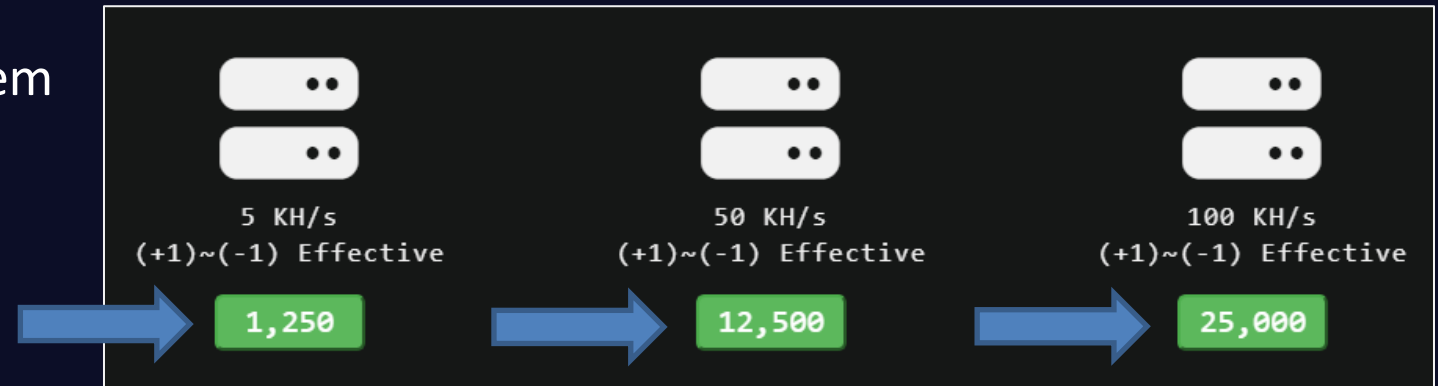 em
5 KH/s
(+1)~(-1) Effective
1,250
50 KH/s
(+1)~(-1) Effective
12,500
100 KH/s
(+1)~(-1) Effective
25,000